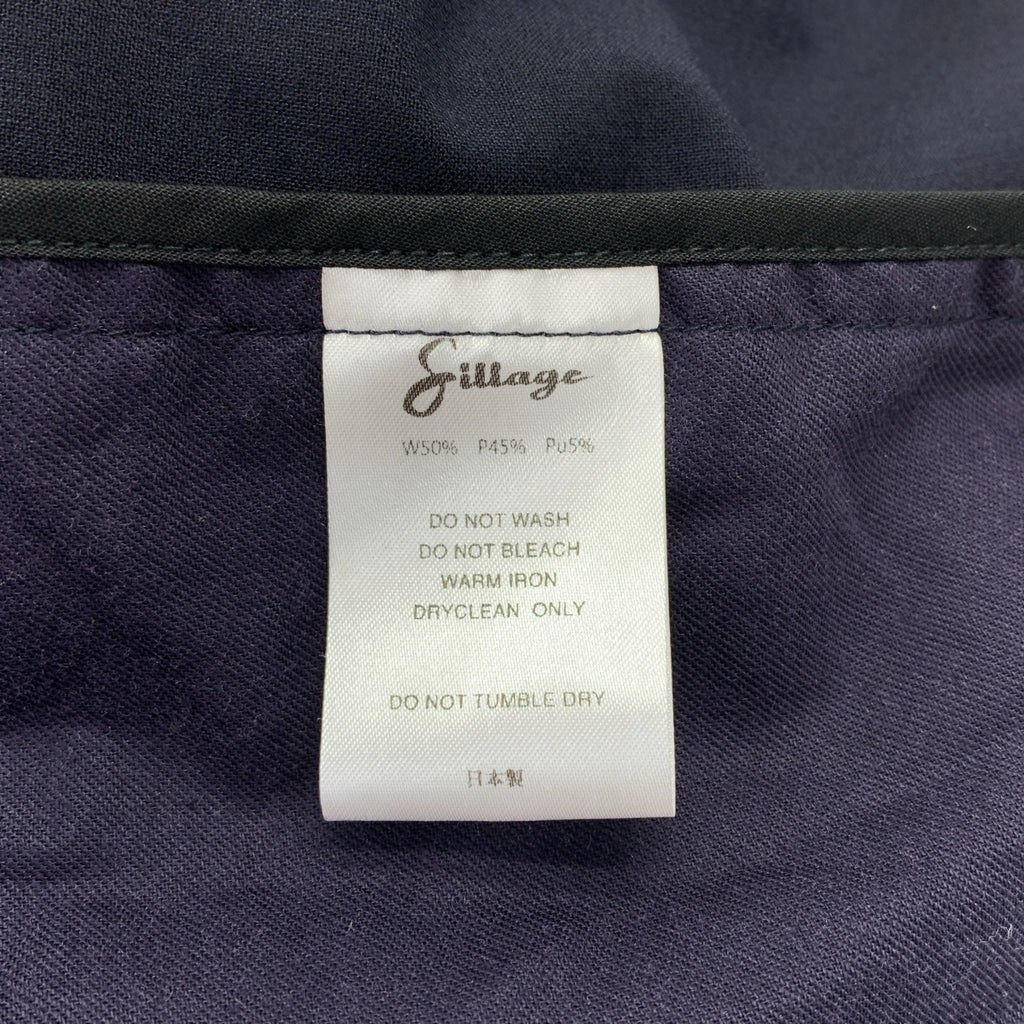 Sillage
W50% P45% Pu5%
DO NOT WASH
DO NOT BLEACH
WARM IRON
DRYCLEAN ONLY
DO NOT TUMBLE DRY
日本製